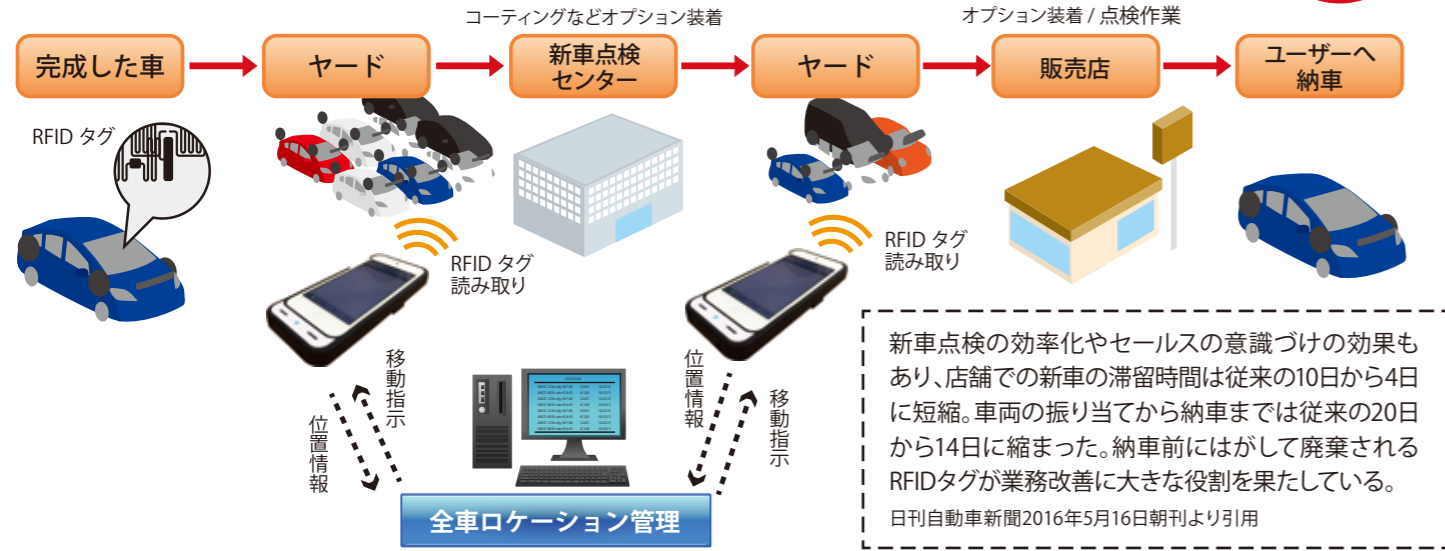 コーティングなどオプション装着
オプション装着 / 点検作業
完成した車
ヤード
新車点検
センター
ヤード
販売店
ユーザーへ
納車
RFID タグ
RFID タグ
読み取り
RFID タグ
読み取り
移動指示
位置情報
位置情報
移動指示
全車ロケーション管理
新車点検の効率化やセールスの意識づけの効果も
あり、店舗での新車の滞留時間は従来の10日から4日
に短縮。車両の振り当てから納車までは従来の20日
から14日に縮まった。納車前にはがして廃棄される
RFIDタグが業務改善に大きな役割を果たしている。
日刊自動車新聞2016年5月16日朝刊より引用